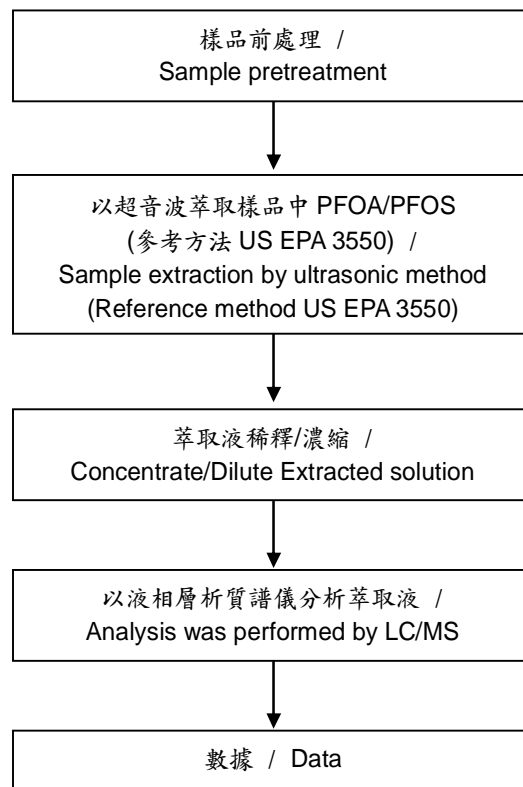 樣品前處理 /
Sample pretreatment
以超音波萃取樣品中 PFOA/PFOS
(參考方法 US EPA 3550) /
Sample extraction by ultrasonic method
(Reference method US EPA 3550)
萃取液稀釋/濃縮 /
Concentrate/Dilute Extracted solution
以液相層析質譜儀分析萃取液 /
Analysis was performed by LC/MS
數據 / Data